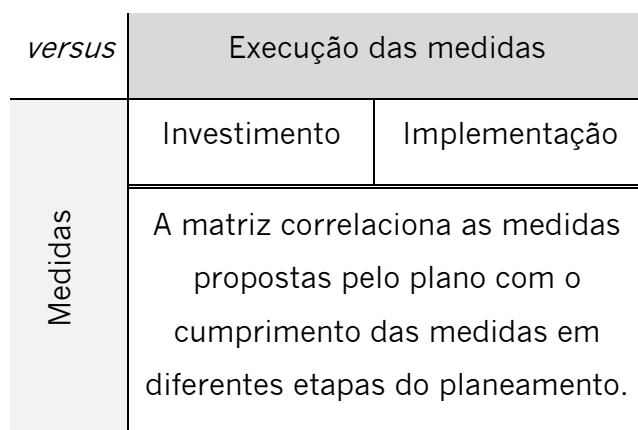 versus
Execução das medidas
Investimento
Implementação
Medidas
A matriz correlaciona as medidas
propostas pelo plano com o
cumprimento das medidas em
diferentes etapas do planeamento.